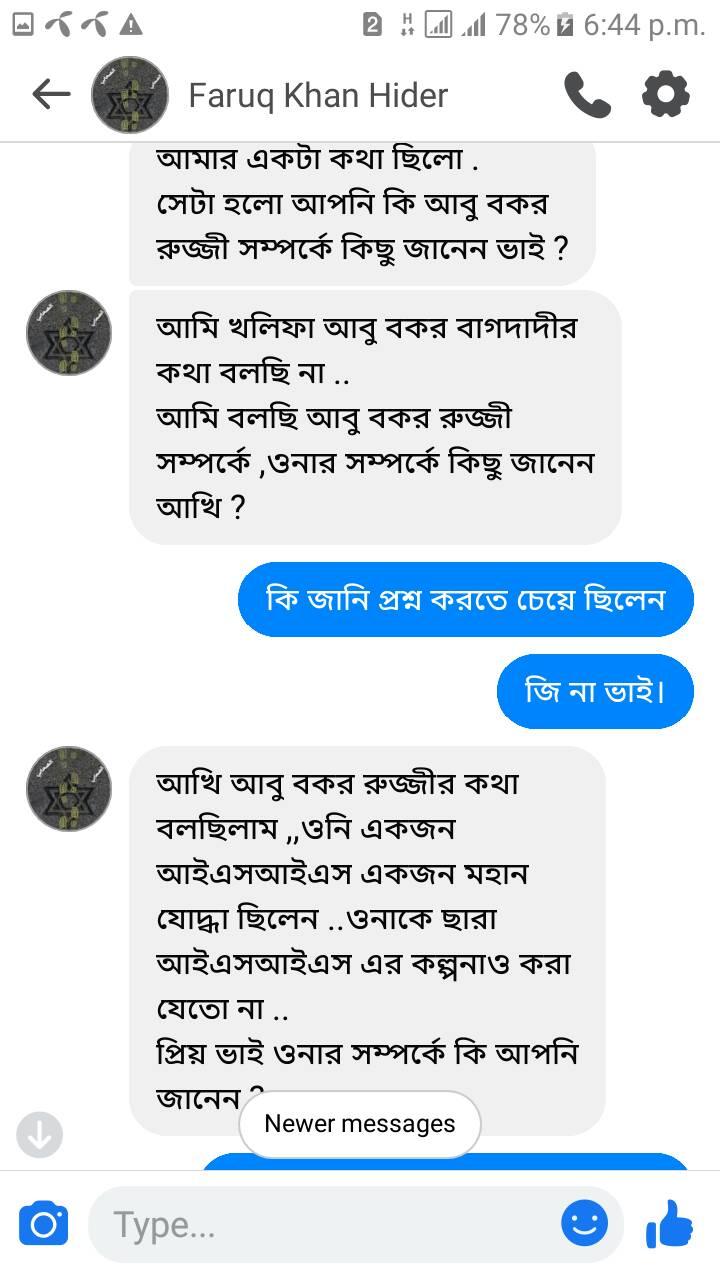 2 H 78% 6:44 p.m.
Faruq Khan Hider
আমার একটা কথা ছিলো .
সেটা হলো আপনি কি আবু বকর
রুজ্জী সম্পর্কে কিছু জানেন ভাই ?
আমি খলিফা আবু বকর বাগদাদীর
কথা বলছি না ..
আমি বলছি আবু বকর রুজ্জী
সম্পর্কে ,ওনার সম্পর্কে কিছু জানেন
আখি ?
কি জানি প্রশ্ন করতে চেয়ে ছিলেন
জি না ভাই।
আখি আবু বকর রুজ্জীর কথা
বলছিলাম ,,ওনি একজন
আইএসআইএস একজন মহান
যোদ্ধা ছিলেন ..ওনাকে ছারা
আইএসআইএস এর কল্পনাও করা
যেতো না ..
প্রিয় ভাই ওনার সম্পর্কে কি আপনি
জানেন ?
Newer messages
Type...